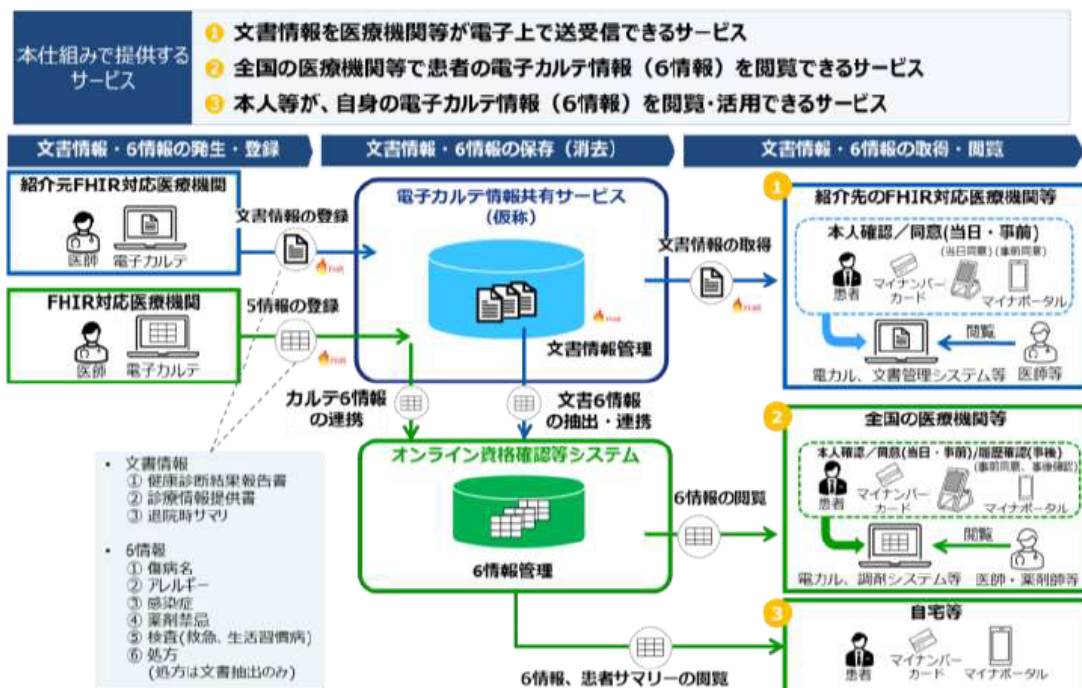 本仕組みで提供する
サービス
1 文書情報を医療機関等が電子上で送受信できるサービス
2 全国の医療機関等で患者の電子カルテ情報（6情報）を閲覧できるサービス
3 本人等が、自身の電子カルテ情報（6情報）を閲覧・活用できるサービス
文書情報・6情報の発生・登録
文書情報・6情報の保存（消去）
文書情報・6情報の取得・閲覧
紹介元FHIR対応医療機関
医師
電子カルテ
文書情報の登録
FHIR
FHIR対応医療機関
医師
電子カルテ
5情報の登録
FHIR
電子カルテ情報共有サービス
（仮称）
FHIR
文書情報管理
文書情報の取得
FHIR
カルテ6情報
の連携
文書6情報
の抽出・連携
オンライン資格確認等システム
6情報管理
6情報の閲覧
6情報、患者サマリーの閲覧
・ 文書情報
① 健康診断結果報告書
② 診療情報提供書
③ 退院時サマリ
・ 6情報
① 傷病名
② アレルギー
③ 感染症
④ 薬剤禁忌
⑤ 検査(救急、生活習慣病)
⑥ 処方
(処方は文書抽出のみ)
1
紹介先のFHIR対応医療機関等
本人確認／同意(当日・事前)
(当日同意)
(事前同意)
患者
マイナンバー
カード
マイナポータル
閲覧
電カル、文書管理システム等
医師等
2
全国の医療機関等
本人確認／同意(当日・事前)/履歴確認(事後)
(事前同意、事後確認)
患者
マイナンバー
カード
マイナポータル
閲覧
電カル、調剤システム等
医師・薬剤師等
3
自宅等
患者
マイナンバー
カード
マイナポータル